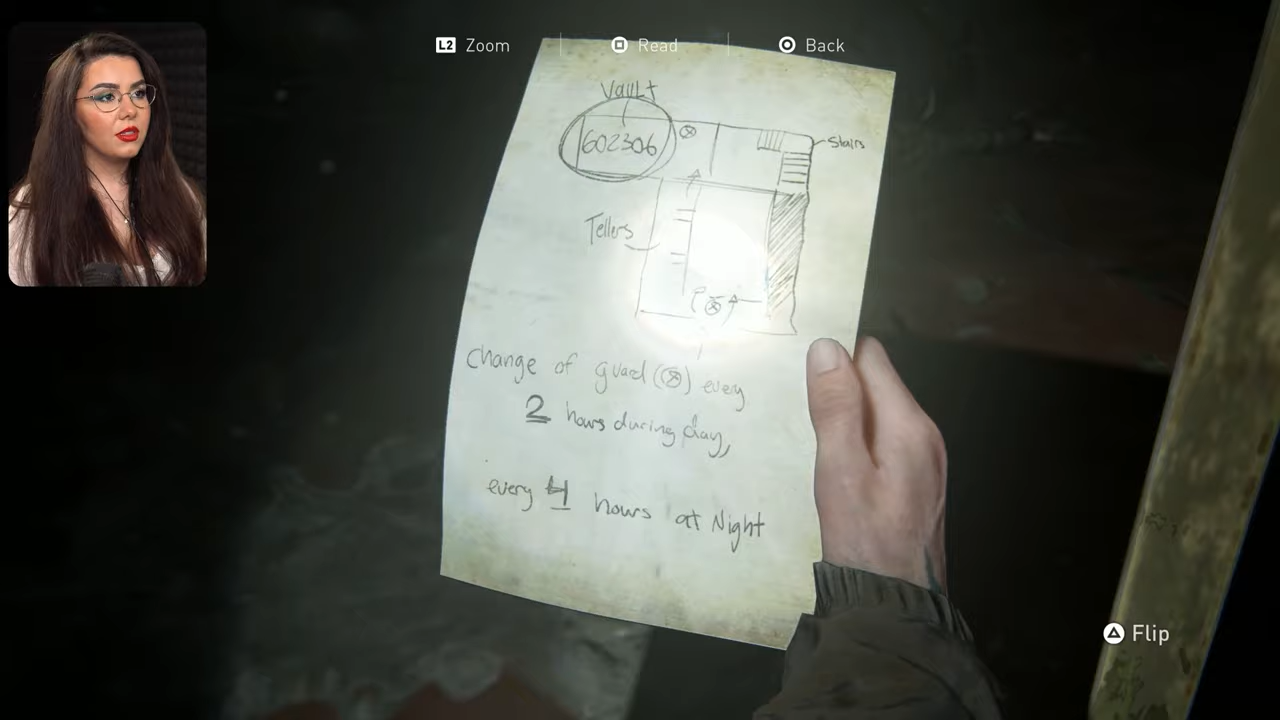 L2 Zoom
Read
Back
Vault
602306
Stairs
Tellers
change of guard (⊗) every
2 hours during day,
every 4 hours at Night
Flip